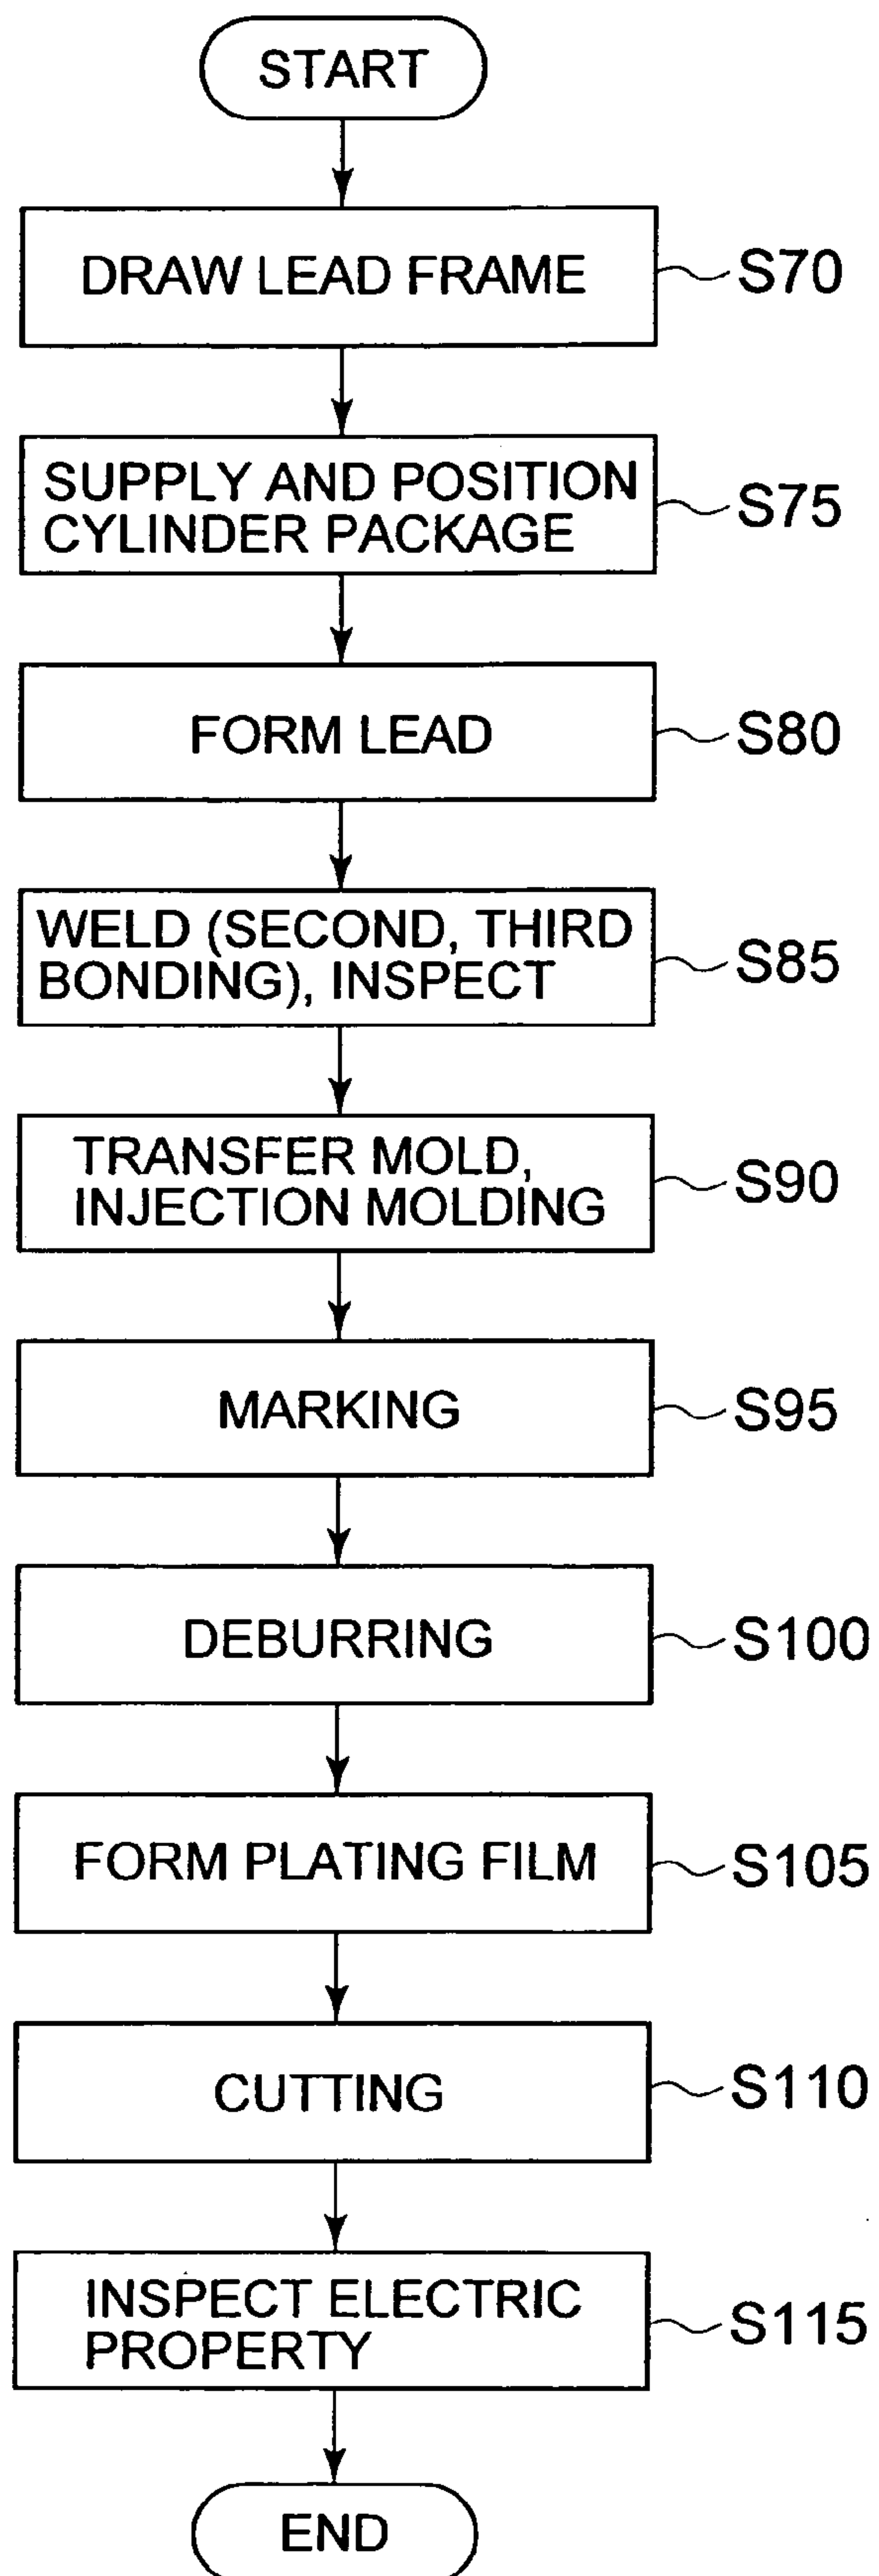 START
DRAW LEAD FRAME
S70
SUPPLY AND POSITION
CYLINDER PACKAGE
S75
FORM LEAD
S80
WELD (SECOND, THIRD
BONDING), INSPECT
S85
TRANSFER MOLD,
INJECTION MOLDING
S90
MARKING
S95
DEBURRING
S100
FORM PLATING FILM
S105
CUTTING
S110
INSPECT ELECTRIC
PROPERTY
S115
END